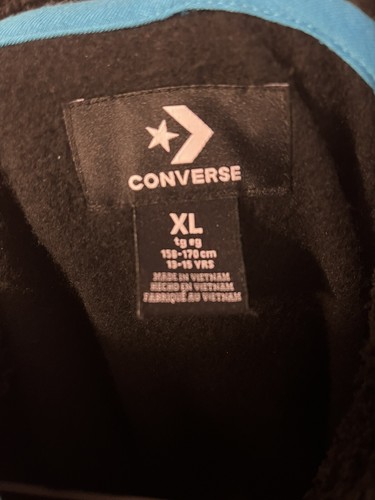 CONVERSE
XL
tg eg
158-170 cm
13-15 YRS
MADE IN VIETNAM
HECHO EN VIETNAM
FABRIQUÉ AU VIETNAM